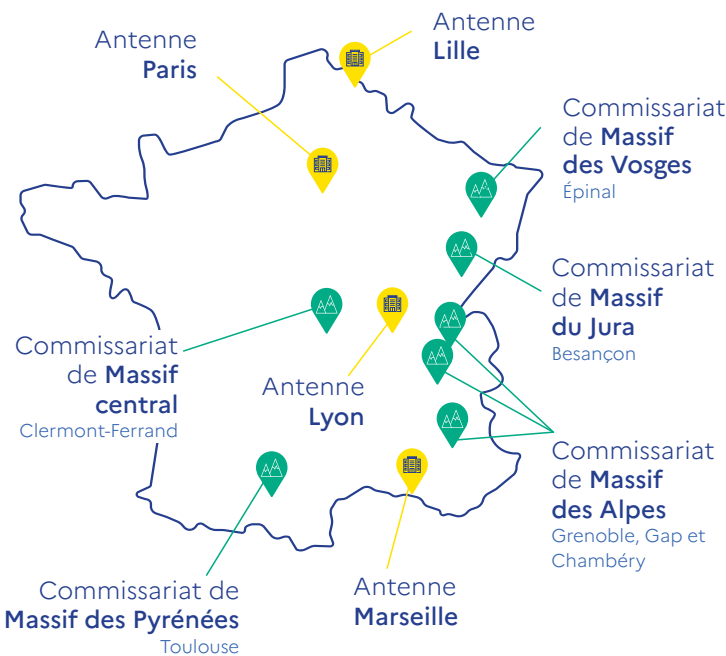 Antenne
Paris
Antenne
Lille
Commissariat
de Massif
des Vosges
Épinal
Commissariat
de Massif
du Jura
Besançon
Commissariat
de Massif
central
Clermont-Ferrand
Antenne
Lyon
Commissariat
de Massif
des Alpes
Grenoble, Gap et
Chambéry
Commissariat de
Massif des Pyrénées
Toulouse
Antenne
Marseille